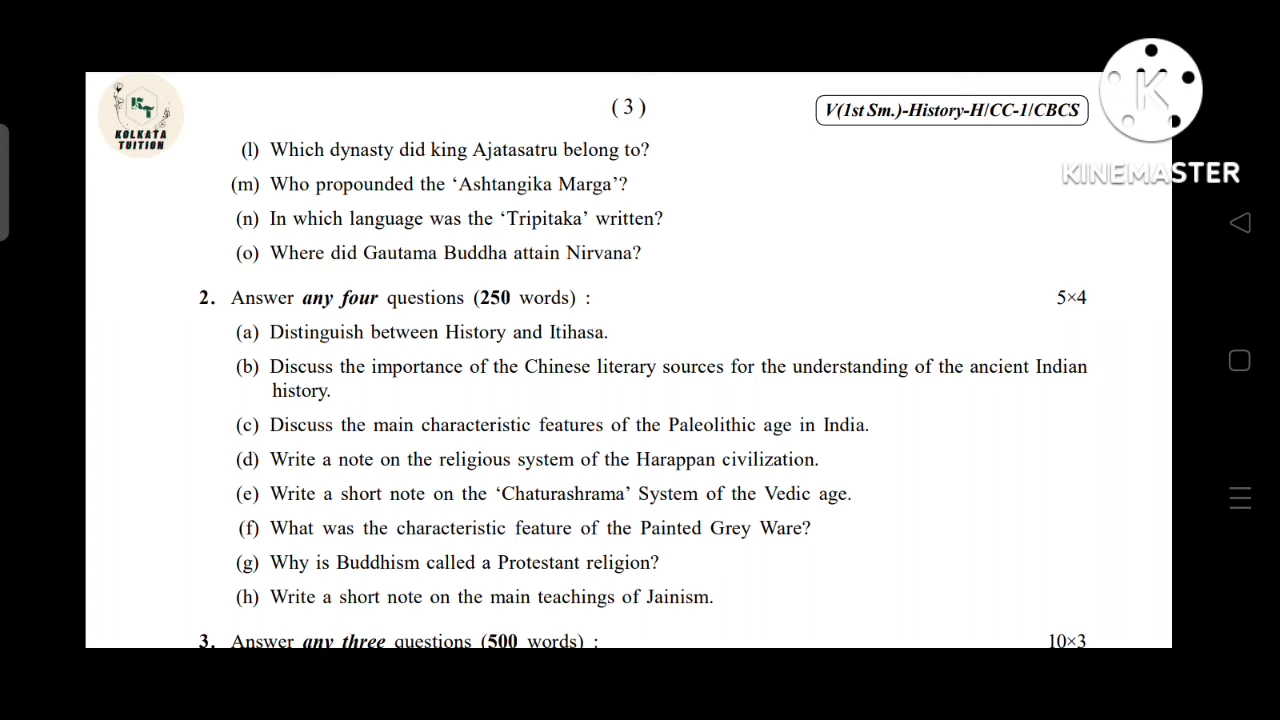 KT
KOLKATA
TUITION
( 3 )
V(1st Sm.)-History-H/CC-1/CBCS
K
KINEMASTER
(l) Which dynasty did king Ajatasatru belong to?
(m) Who propounded the ‘Ashtangika Marga’?
(n) In which language was the ‘Tripitaka’ written?
(o) Where did Gautama Buddha attain Nirvana?
2. Answer any four questions (250 words) : 5×4
(a) Distinguish between History and Itihasa.
(b) Discuss the importance of the Chinese literary sources for the understanding of the ancient Indian
history.
(c) Discuss the main characteristic features of the Paleolithic age in India.
(d) Write a note on the religious system of the Harappan civilization.
(e) Write a short note on the ‘Chaturashrama’ System of the Vedic age.
(f) What was the characteristic feature of the Painted Grey Ware?
(g) Why is Buddhism called a Protestant religion?
(h) Write a short note on the main teachings of Jainism.
3. Answer any three questions (500 words) : 10×3